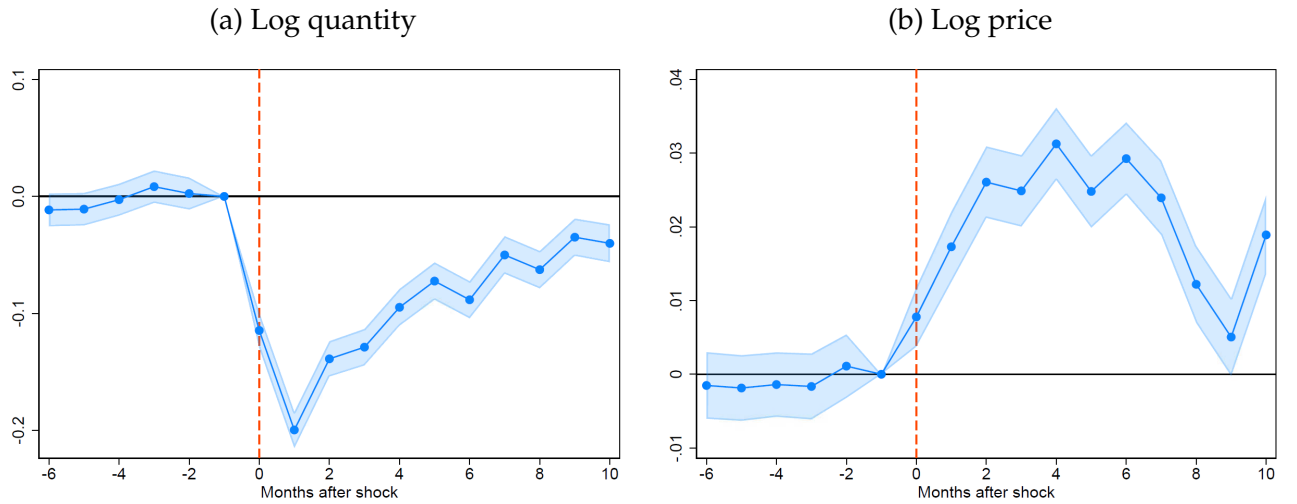 (a) Log quantity
0.1
0.0
-0.1
-0.2
-6 -4 -2 0 2 4 6 8 10
Months after shock
(b) Log price
.04
.03
.02
.01
0
-.01
-6 -4 -2 0 2 4 6 8 10
Months after shock